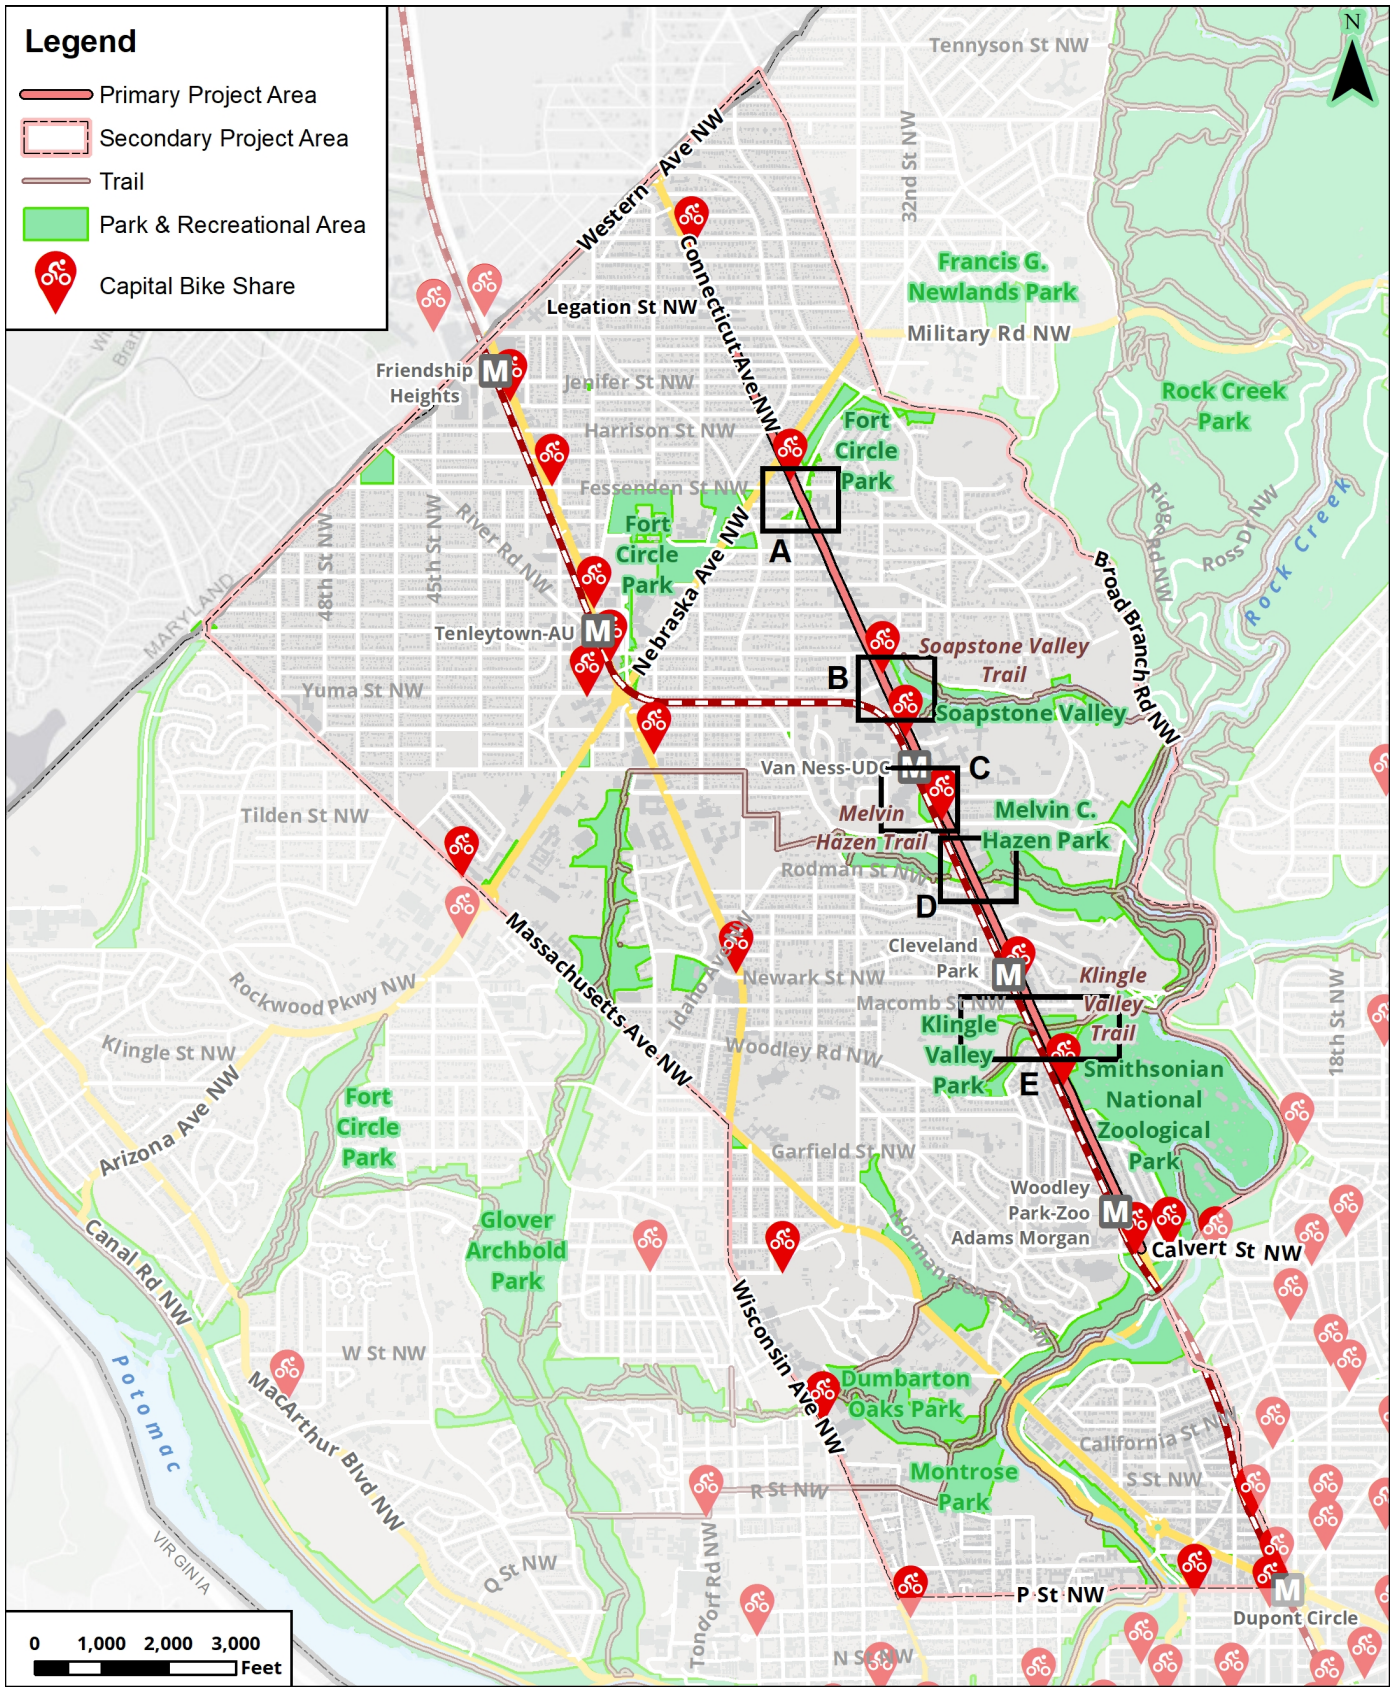 Legend
Primary Project Area
Secondary Project Area
Trail
Park & Recreational Area
Capital Bike Share
N
Tennyson St NW
32nd St NW
Western Ave NW
Connecticut Ave NW
Francis G.
Newlands Park
Legation St NW
Military Rd NW
Friendship
Heights
M
Jenifer St NW
Rock Creek
Park
Harrison St NW
Fort
Circle
Park
Fessenden St NW
48th St NW
45th St NW
River Rd NW
Fort
Circle
Park
Nebraska Ave NW
A
Ridge Rd NW
Ross Dr NW
Rock Creek
Broad Branch Rd NW
MARYLAND
Tenleytown-AU
M
Soapstone Valley
Trail
B
Yuma St NW
Soapstone Valley
Van Ness-UDC
M
C
Tilden St NW
Melvin
Hazen Trail
Melvin C.
Hazen Park
Rodman St NW
D
Massachusetts Ave NW
Idaho Ave NW
Cleveland
Park
M
Newark St NW
Klingle
Valley
Trail
Macomb St NW
18th St NW
Rockwood Pkwy NW
Klingle
Valley
Park
Klingle St NW
Woodley Rd NW
E
Smithsonian
National
Zoological
Park
Arizona Ave NW
Fort
Circle
Park
Garfield St NW
Woodley
Park-Zoo
Adams Morgan
M
Glover
Archbold
Park
Canal Rd NW
Calvert St NW
Wisconsin Ave NW
W St NW
Potomac
MacArthur Blvd NW
Dumbarton
Oaks Park
California St NW
Montrose
Park
S St NW
R St NW
VIRGINIA
Q St NW
P St NW
M
Dupont Circle
N St NW
0 1,000 2,000 3,000
Feet